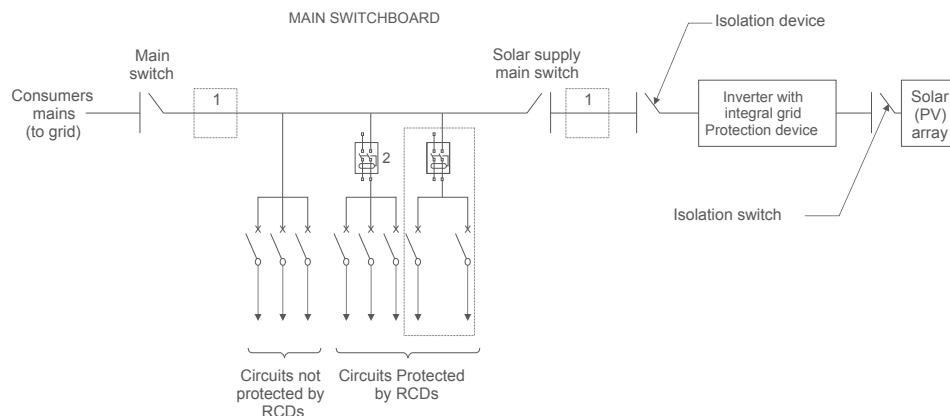 MAIN SWITCHBOARD
Isolation device
Main
switch
Solar supply
main switch
Consumers
mains
(to grid)
1
1
Inverter with
integral grid
Protection device
Solar
(PV)
array
2
Isolation switch
Circuits not
protected by
RCDs
Circuits Protected
by RCDs